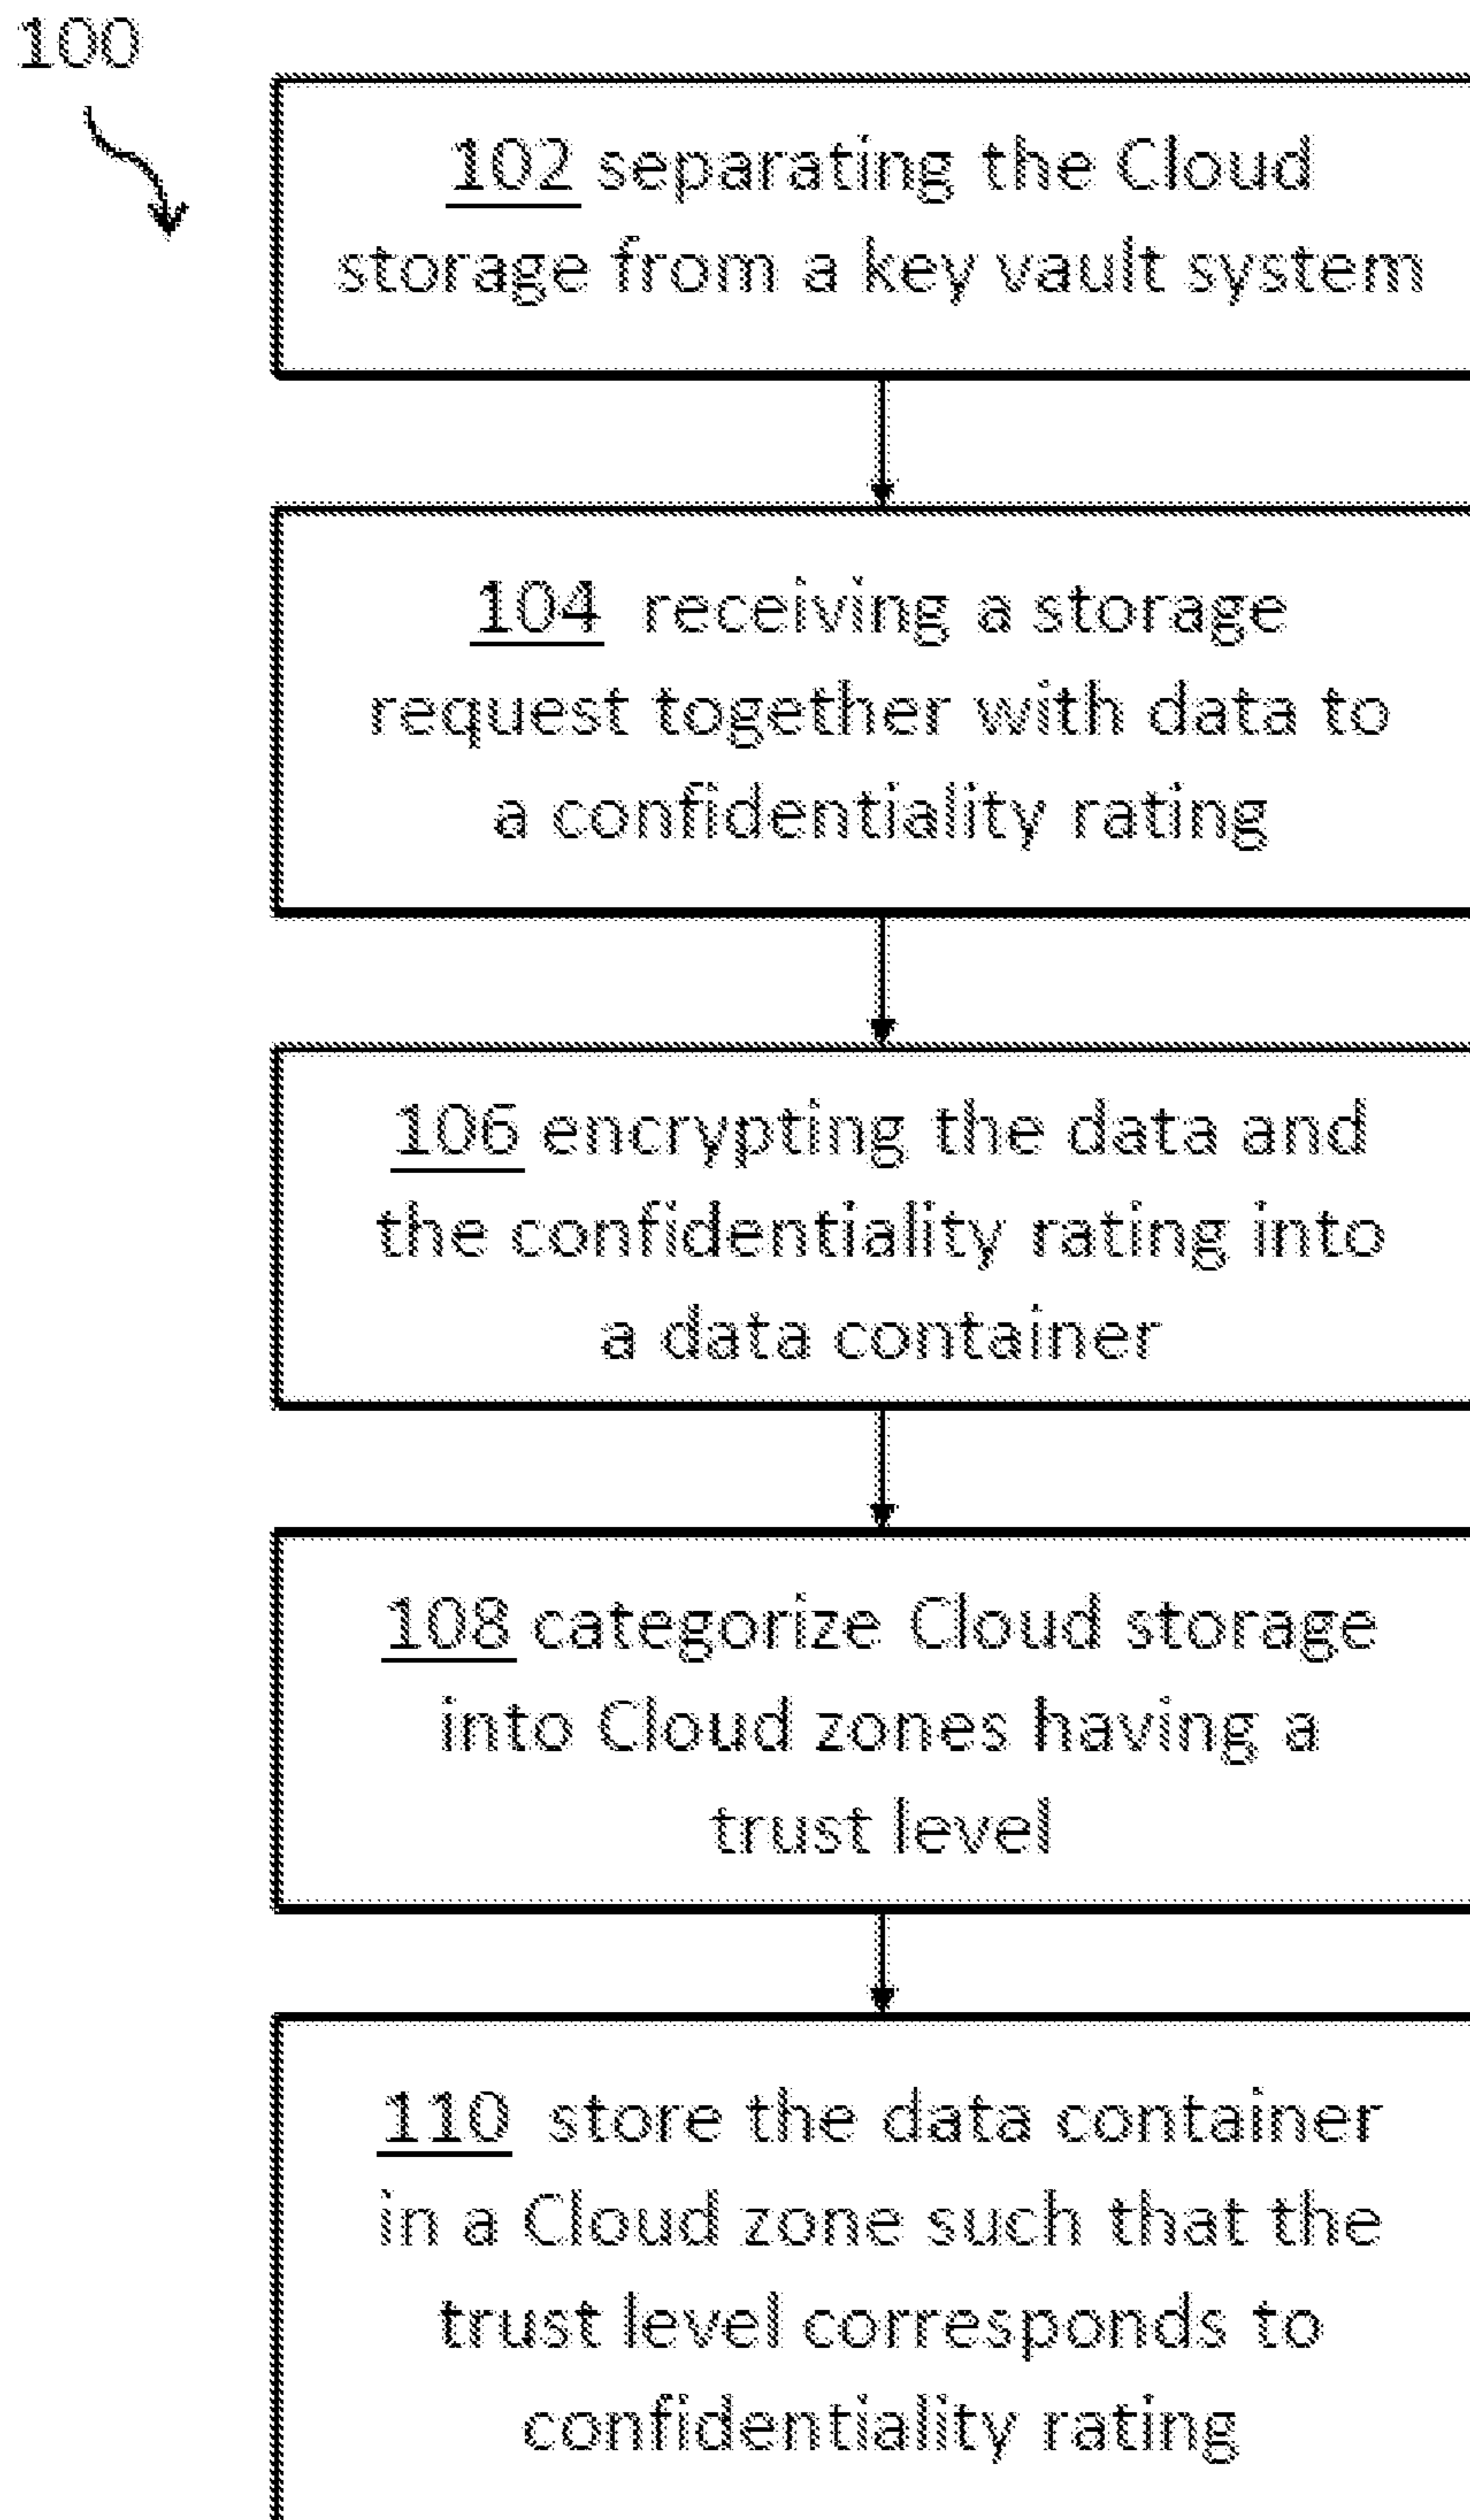 100
102 separating the Cloud
storage from a key vault system
104 receiving a storage
request together with data to
a confidentiality rating
106 encrypting the data and
the confidentiality rating into
a data container
108 categorize Cloud storage
into Cloud zones having a
trust level
110 store the data container
in a Cloud zone such that the
trust level corresponds to
confidentiality rating